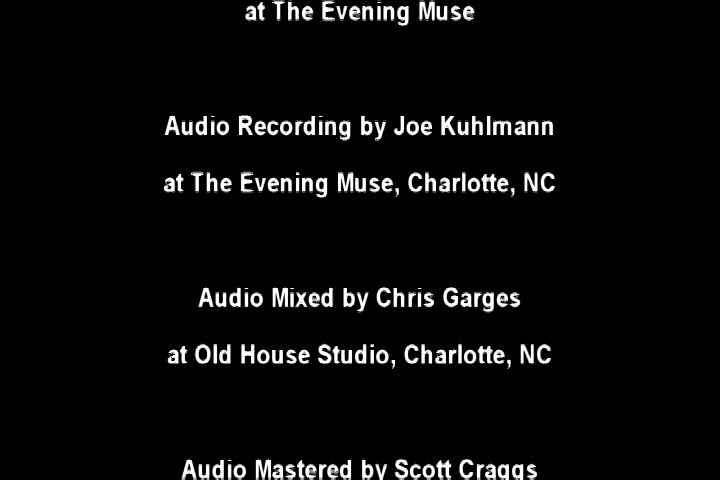 at The Evening Muse
Audio Recording by Joe Kuhlmann
at The Evening Muse, Charlotte, NC
Audio Mixed by Chris Garges
at Old House Studio, Charlotte, NC
Audio Mastered by Scott Craggs